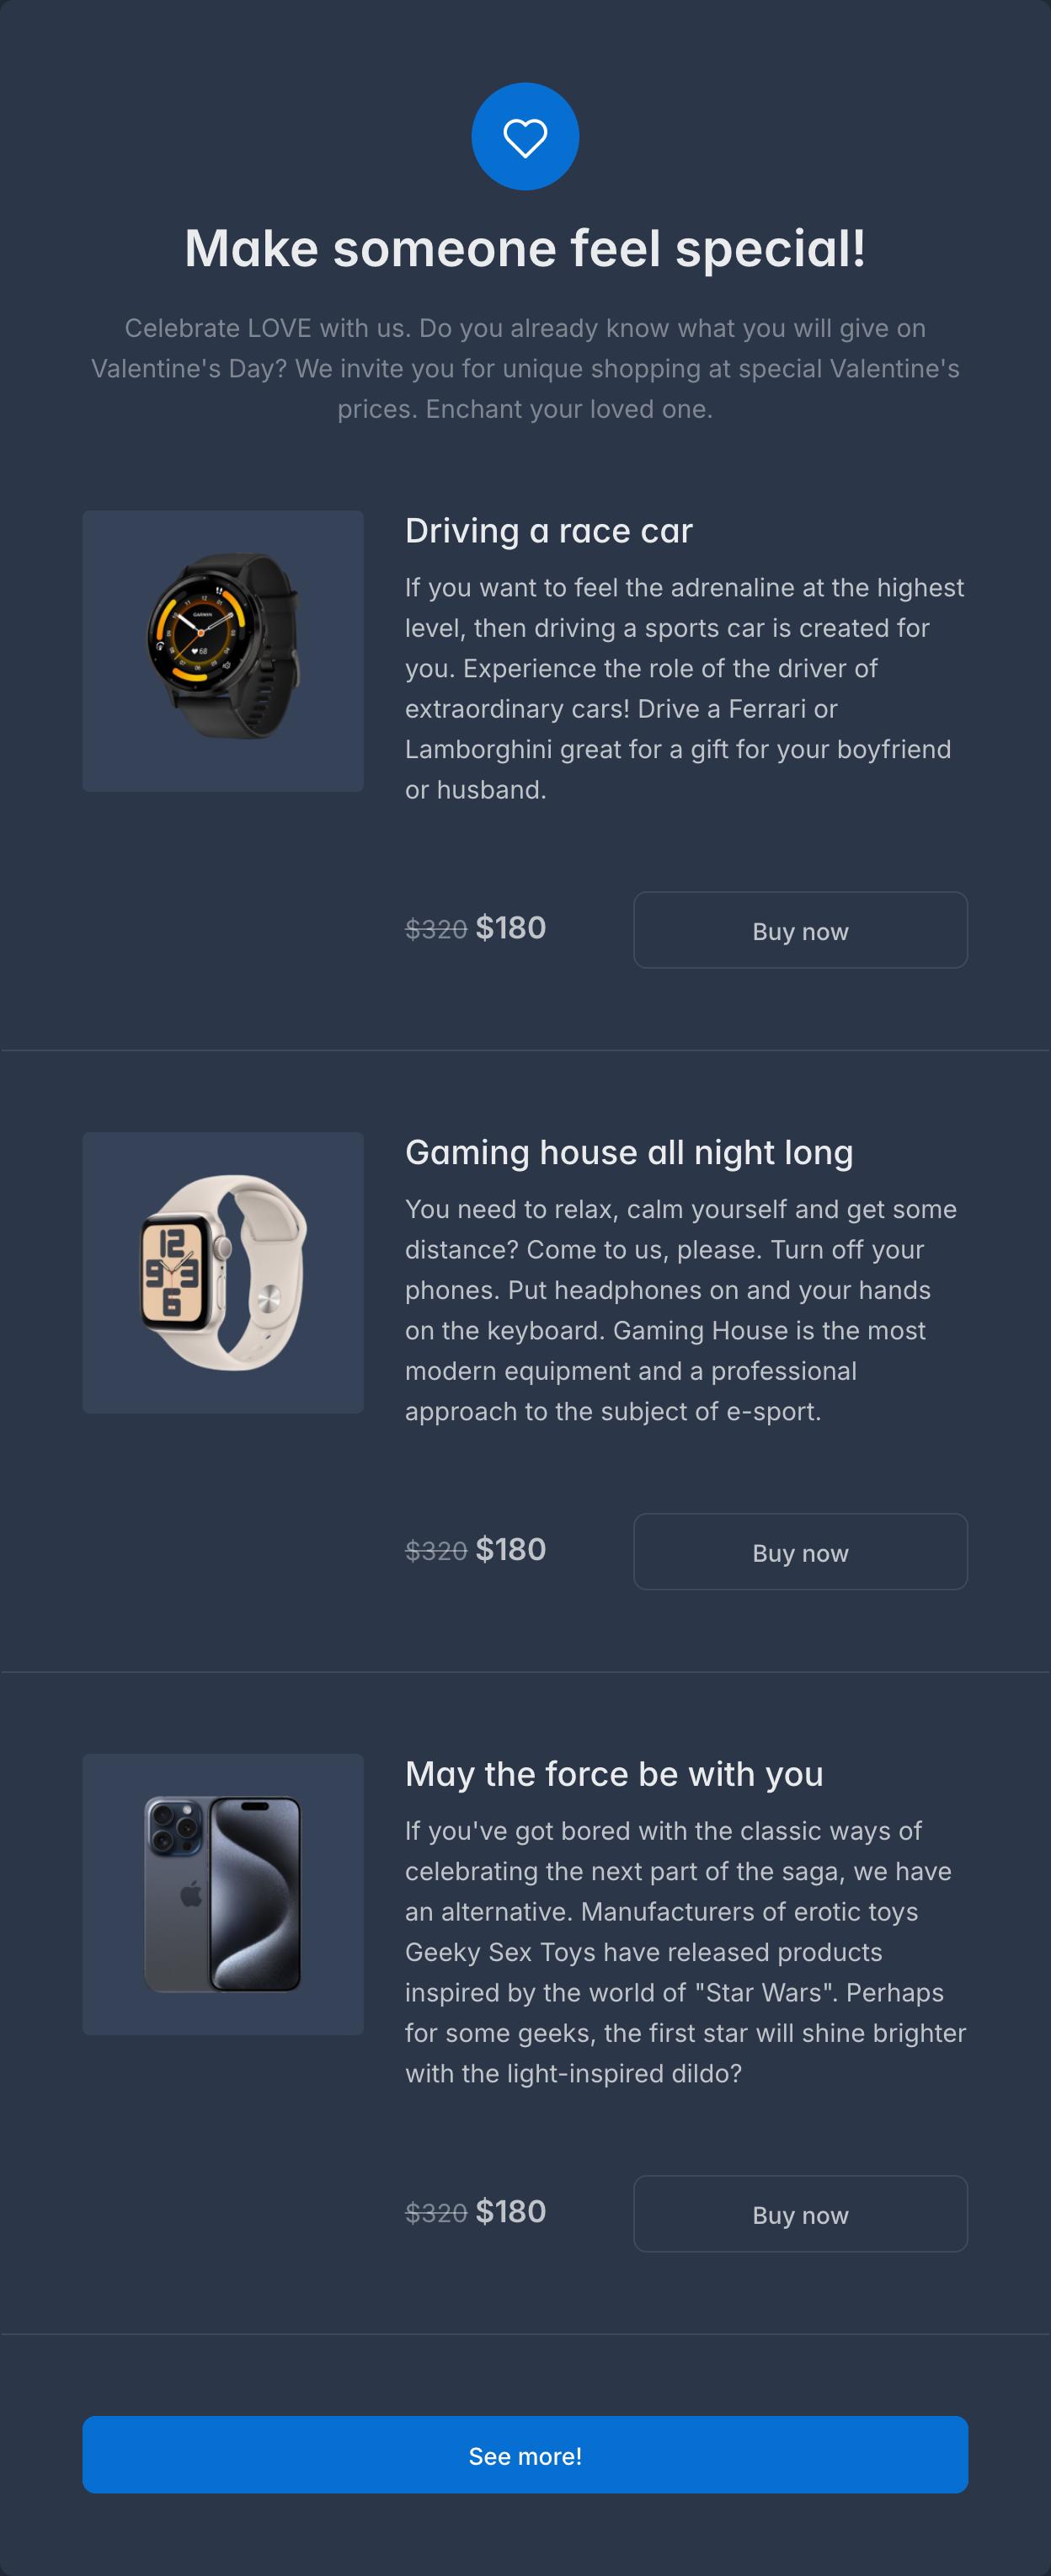 Make someone feel special!
Celebrate LOVE with us. Do you already know what you will give on
Valentine's Day? We invite you for unique shopping at special Valentine's
prices. Enchant your loved one.
Driving a race car
If you want to feel the adrenaline at the highest
level, then driving a sports car is created for
you. Experience the role of the driver of
extraordinary cars! Drive a Ferrari or
Lamborghini great for a gift for your boyfriend
or husband.
GARMIN
68
$320 $180
Buy now
Gaming house all night long
You need to relax, calm yourself and get some
distance? Come to us, please. Turn off your
phones. Put headphones on and your hands
on the keyboard. Gaming House is the most
modern equipment and a professional
approach to the subject of e-sport.
12
9 3
6
$320 $180
Buy now
May the force be with you
If you've got bored with the classic ways of
celebrating the next part of the saga, we have
an alternative. Manufacturers of erotic toys
Geeky Sex Toys have released products
inspired by the world of "Star Wars". Perhaps
for some geeks, the first star will shine brighter
with the light-inspired dildo?
$320 $180
Buy now
See more!